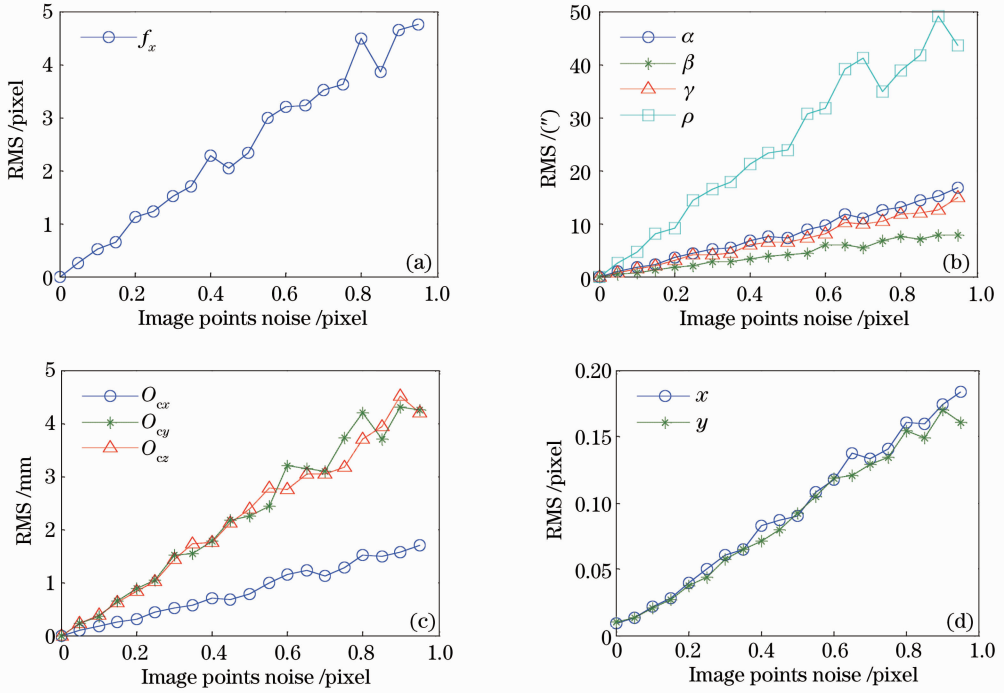 5
4
3
2
1
0
RMS /pixel
f_x
(a)
0 0.2 0.4 0.6 0.8 1.0
Image points noise /pixel
50
40
30
20
10
0
RMS /(″)
α
β
γ
ρ
(b)
0 0.2 0.4 0.6 0.8 1.0
Image points noise /pixel
5
4
3
2
1
0
RMS /mm
O_cx
O_cy
O_cz
(c)
0 0.2 0.4 0.6 0.8 1.0
Image points noise /pixel
0.20
0.15
0.10
0.05
0
RMS /pixel
x
y
(d)
0 0.2 0.4 0.6 0.8 1.0
Image points noise /pixel